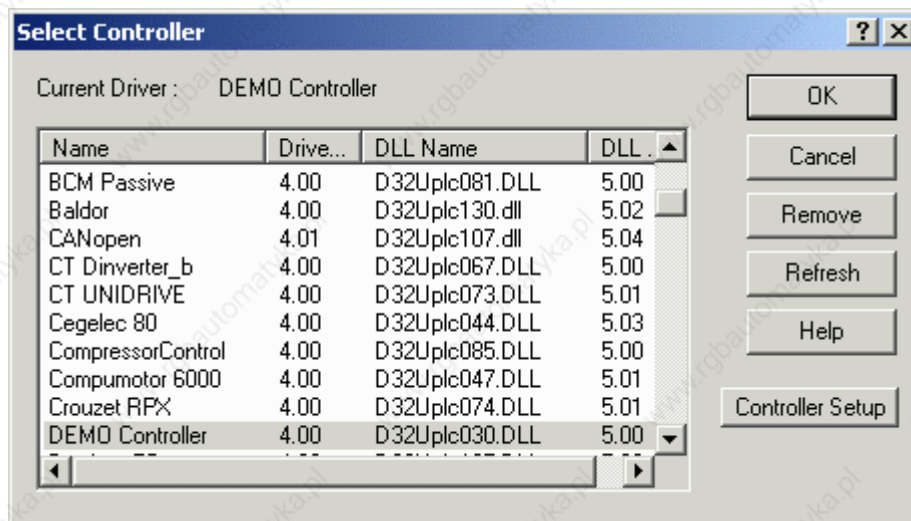 Select Controller
Current Driver : DEMO Controller
OK
Cancel
Remove
Refresh
Help
Controller Setup
Name Drive... DLL Name DLL .
BCM Passive 4.00 D32Uplc081.DLL 5.00
Baldor 4.00 D32Uplc130.dll 5.02
CANopen 4.01 D32Uplc107.dll 5.04
CT Dinverter_b 4.00 D32Uplc067.DLL 5.00
CT UNIDRIVE 4.00 D32Uplc073.DLL 5.01
Cegelec 80 4.00 D32Uplc044.DLL 5.03
CompressorControl 4.00 D32Uplc085.DLL 5.00
Compumotor 6000 4.00 D32Uplc047.DLL 5.01
Crouzet RPX 4.00 D32Uplc074.DLL 5.01
DEMO Controller 4.00 D32Uplc030.DLL 5.00
www.rgbautomatyka.pl